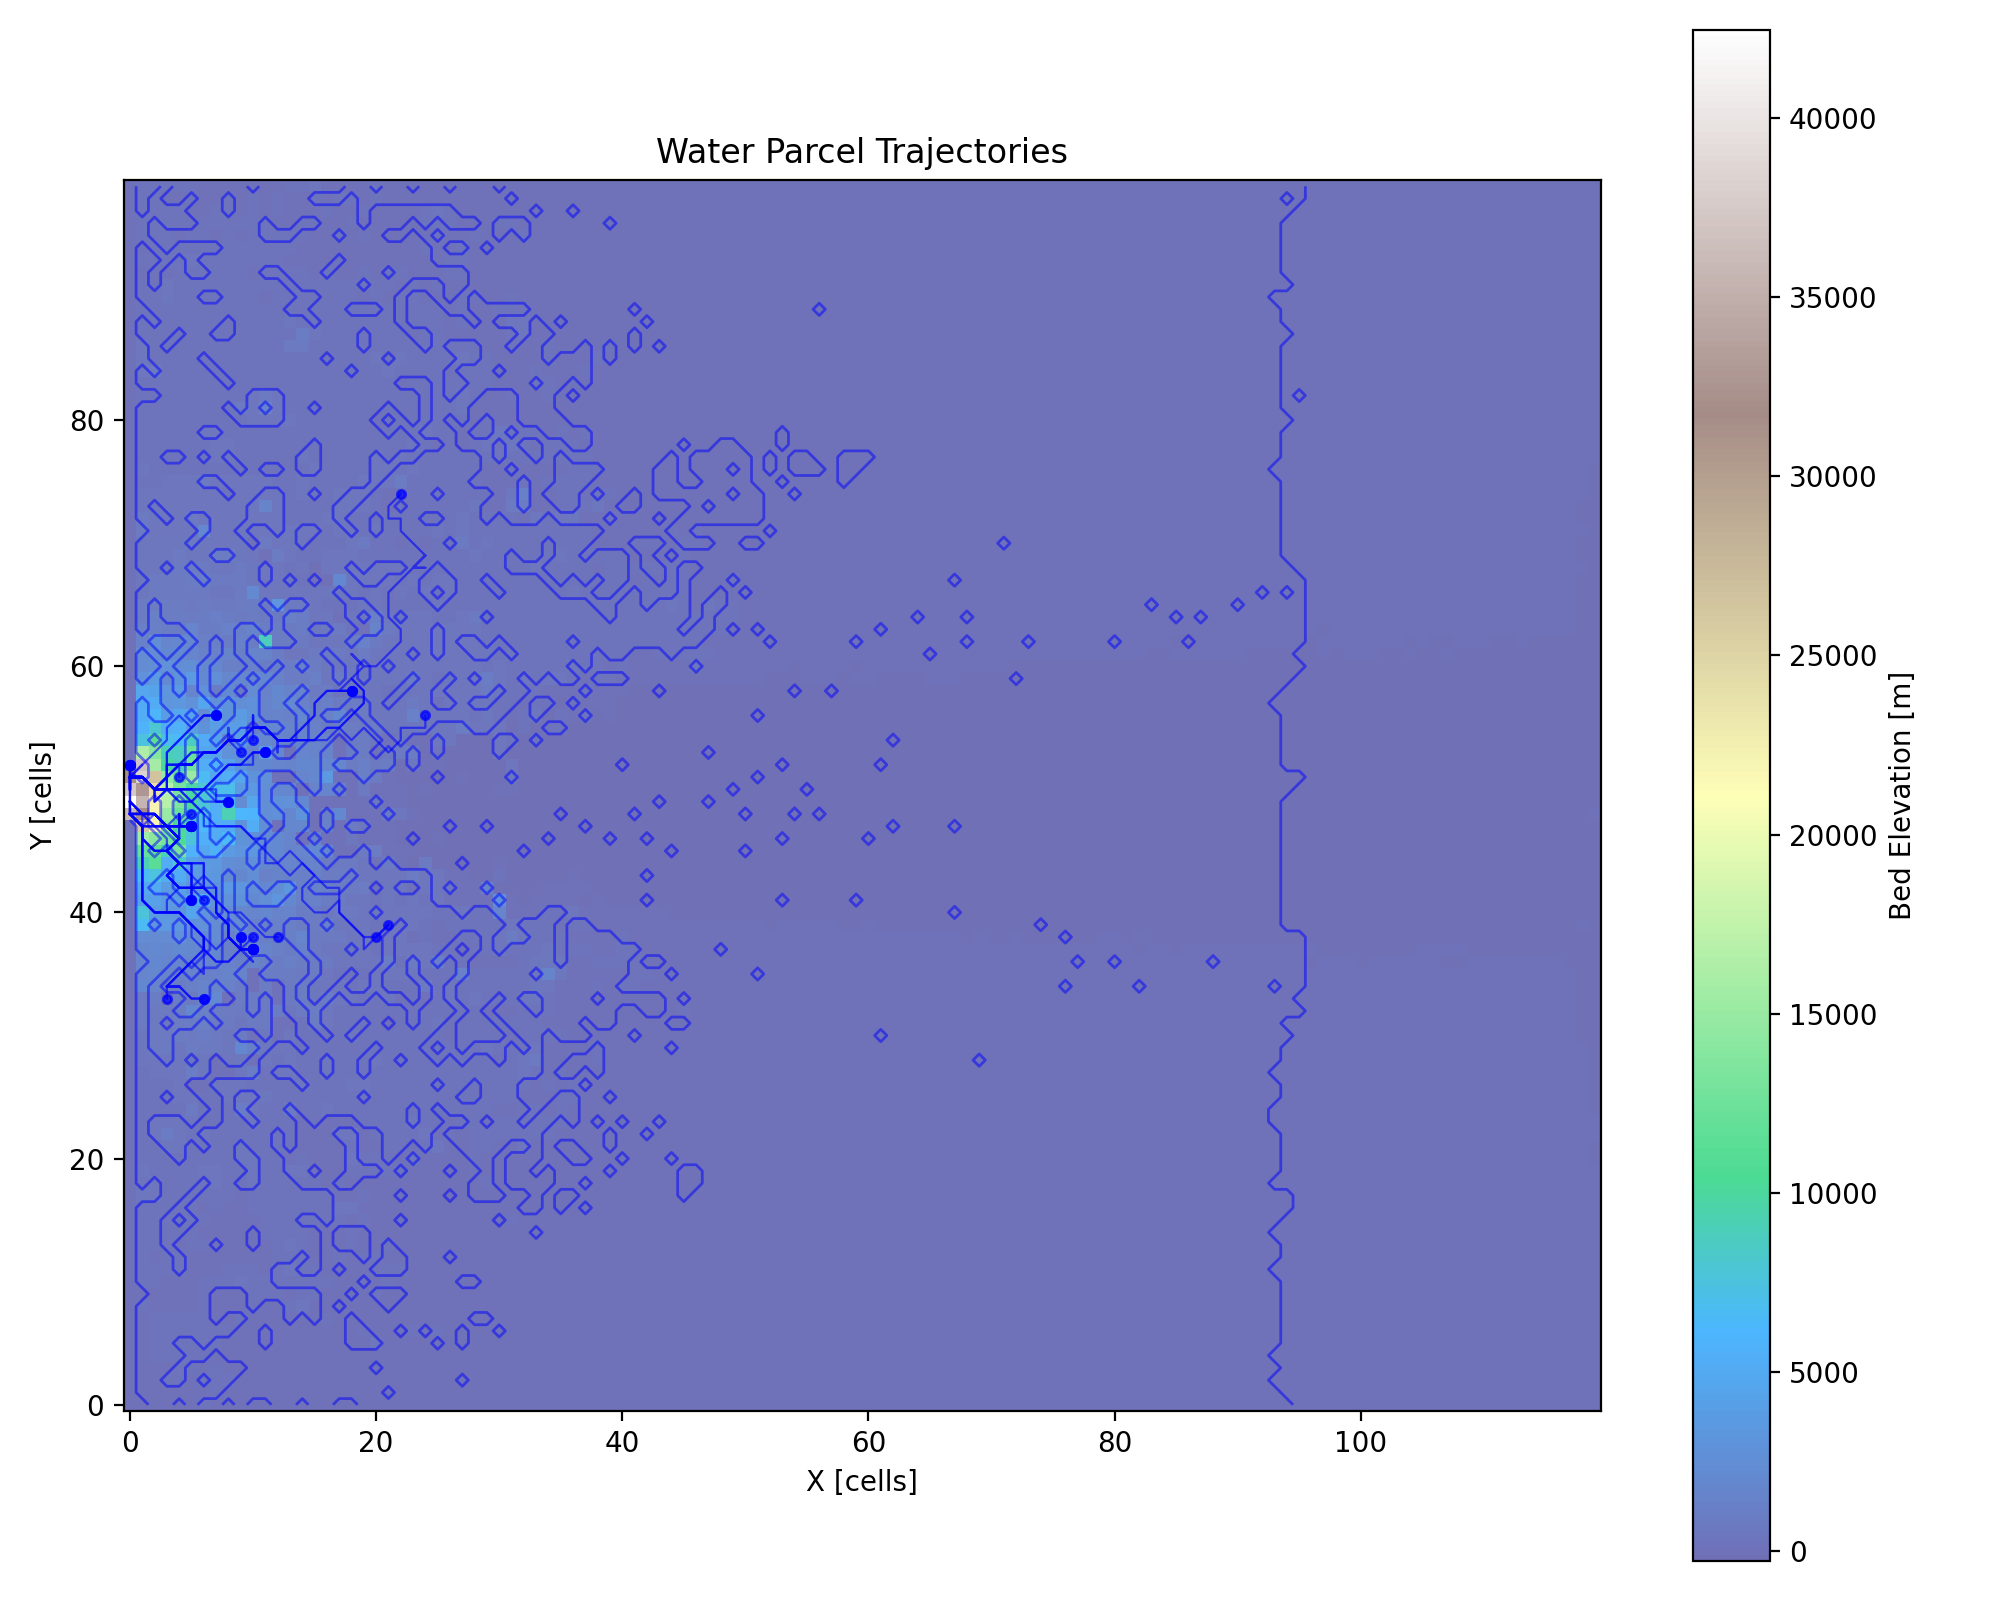 Water Parcel Trajectories
80
60
40
20
0
Y [cells]
0 20 40 60 80 100
X [cells]
40000
35000
30000
25000
20000
15000
10000
5000
0
Bed Elevation [m]